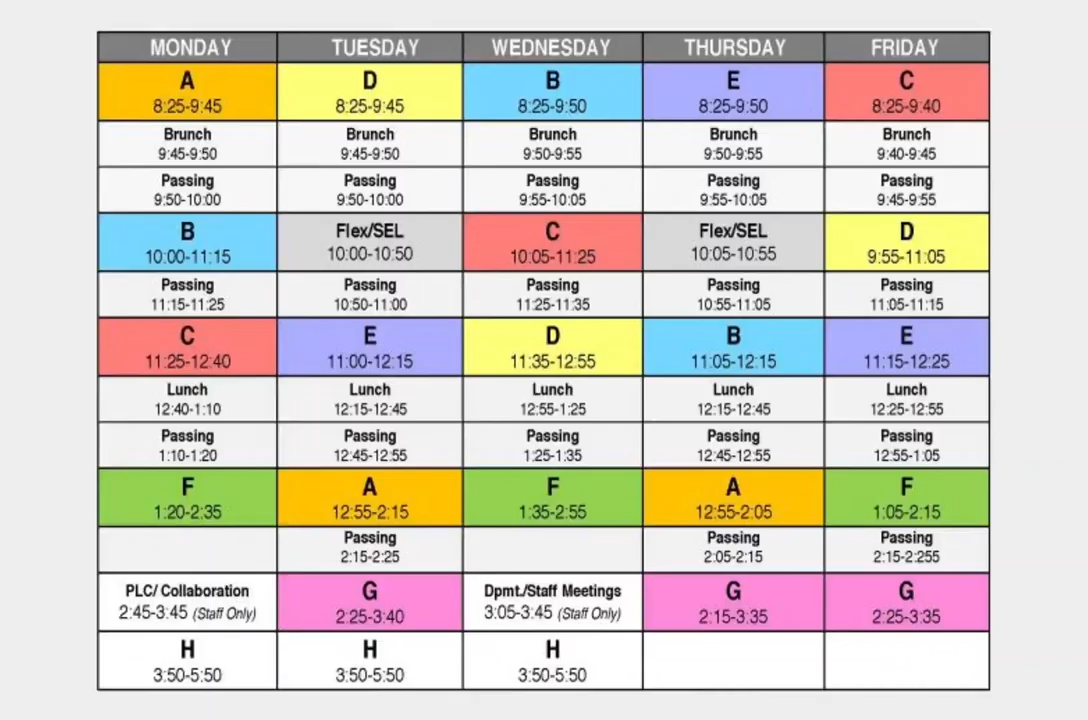 MONDAY TUESDAY WEDNESDAY THURSDAY FRIDAY
A D B E C
8:25-9:45 8:25-9:45 8:25-9:50 8:25-9:50 8:25-9:40
Brunch Brunch Brunch Brunch Brunch
9:45-9:50 9:45-9:50 9:50-9:55 9:50-9:55 9:40-9:45
Passing Passing Passing Passing Passing
9:50-10:00 9:50-10:00 9:55-10:05 9:55-10:05 9:45-9:55
B Flex/SEL C Flex/SEL D
10:00-11:15 10:00-10:50 10:05-11:25 10:05-10:55 9:55-11:05
Passing Passing Passing Passing Passing
11:15-11:25 10:50-11:00 11:25-11:35 10:55-11:05 11:05-11:15
C E D B E
11:25-12:40 11:00-12:15 11:35-12:55 11:05-12:15 11:15-12:25
Lunch Lunch Lunch Lunch Lunch
12:40-1:10 12:15-12:45 12:55-1:25 12:15-12:45 12:25-12:55
Passing Passing Passing Passing Passing
1:10-1:20 12:45-12:55 1:25-1:35 12:45-12:55 12:55-1:05
F A F A F
1:20-2:35 12:55-2:15 1:35-2:55 12:55-2:05 1:05-2:15
Passing Passing Passing
2:15-2:25 2:05-2:15 2:15-2:255
PLC/ Collaboration G Dpmt./Staff Meetings G G
2:45-3:45 (Staff Only) 2:25-3:40 3:05-3:45 (Staff Only) 2:15-3:35 2:25-3:35
H H H
3:50-5:50 3:50-5:50 3:50-5:50